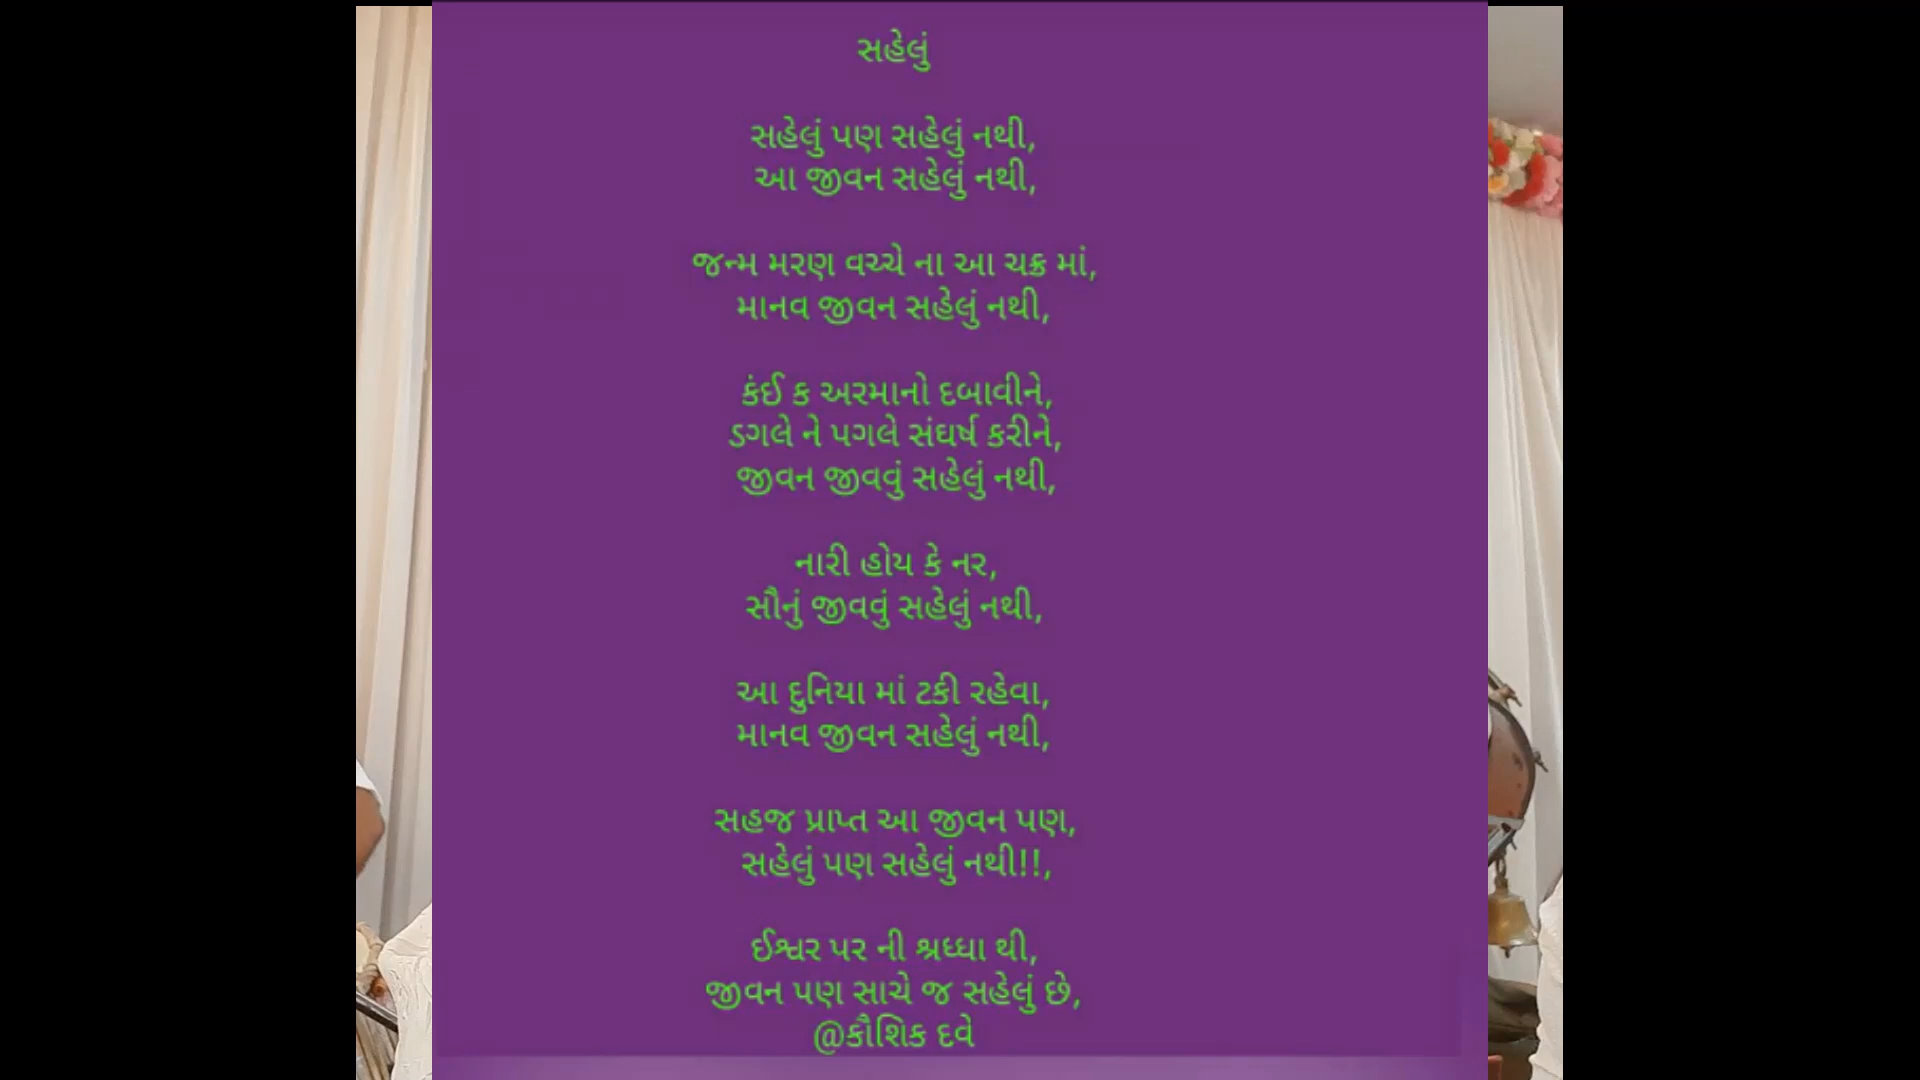 સહેલું
સહેલું પણ સહેલું નથી,
આ જીવન સહેલું નથી,
જન્મ મરણ વચ્ચે ના આ ચક્ર માં,
માનવ જીવન સહેલું નથી,
કંઈ ક અરમાનો દબાવીને,
ડગલે ને પગલે સંઘર્ષ કરીને,
જીવન જીવવું સહેલું નથી,
નારી હોય કે નર,
સૌનું જીવવું સહેલું નથી,
આ દુનિયા માં ટકી રહેવા,
માનવ જીવન સહેલું નથી,
સહજ પ્રાપ્ત આ જીવન પણ,
સહેલું પણ સહેલું નથી!!,
ઈશ્વર પર ની શ્રધ્ધા થી,
જીવન પણ સાચે જ સહેલું છે,
@કૌશિક દવે